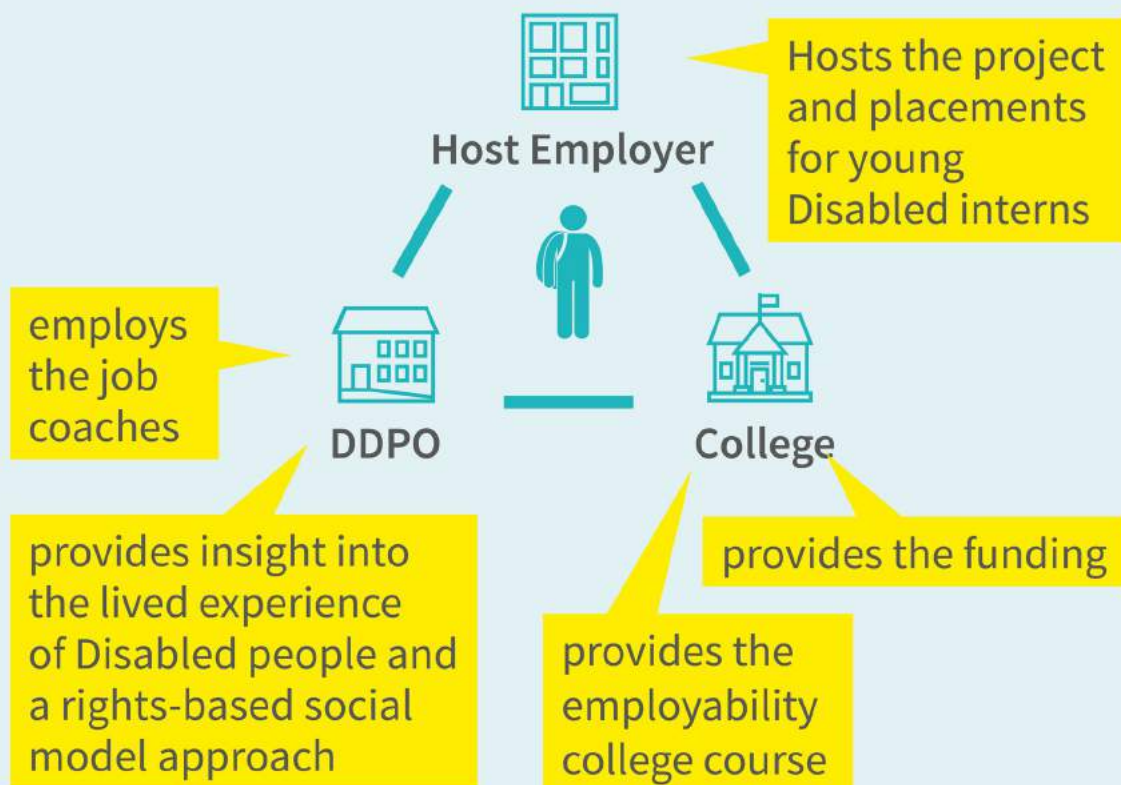 Host Employer
Hosts the project
and placements
for young
Disabled interns
employs
the job
coaches
DDPO
College
provides insight into
the lived experience
of Disabled people and
a rights-based social
model approach
provides the funding
provides the
employability
college course